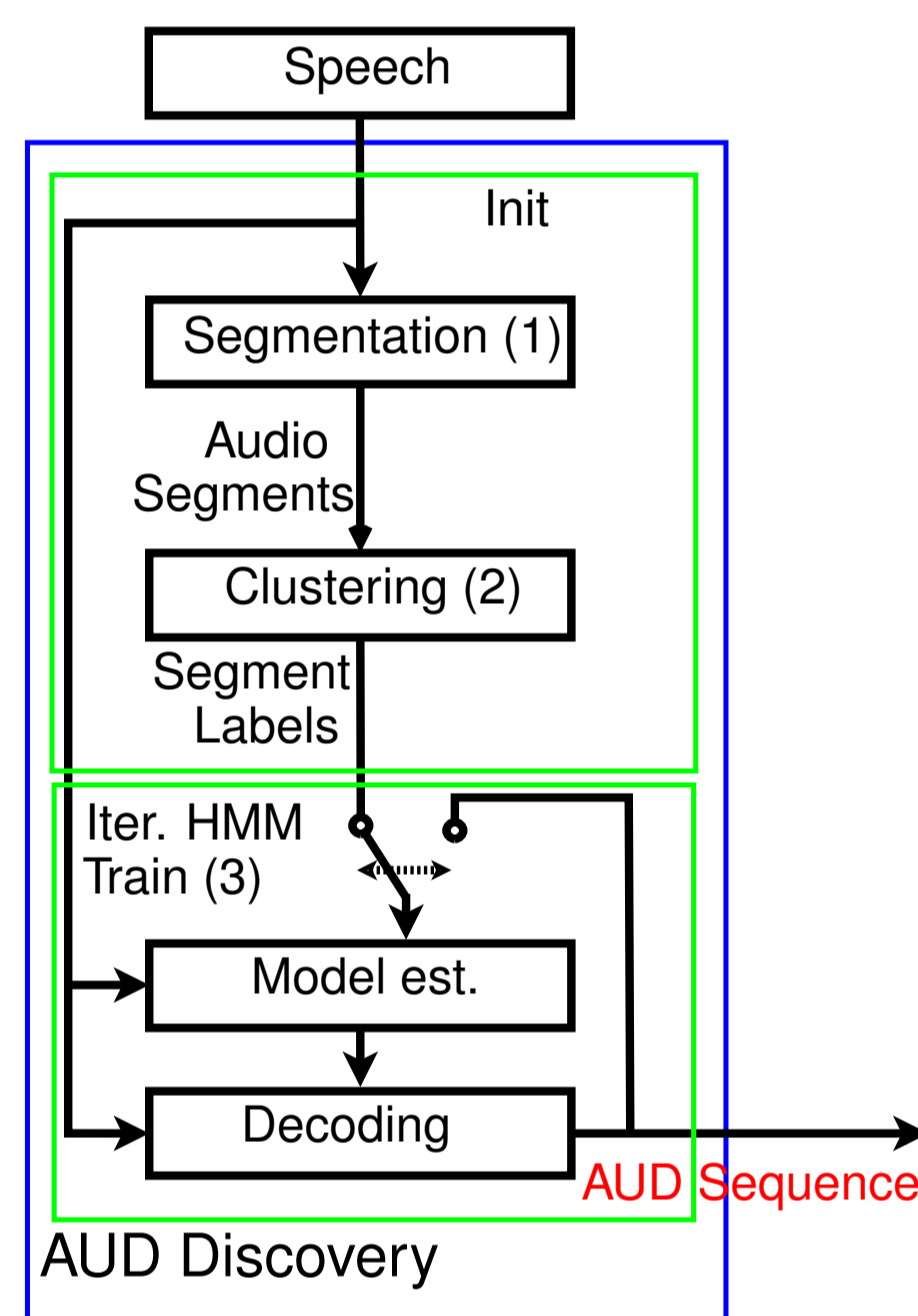 Speech
Init
Segmentation (1)
Audio
Segments
Clustering (2)
Segment
Labels
Iter. HMM
Train (3)
Model est.
Decoding
AUD Sequence
AUD Discovery